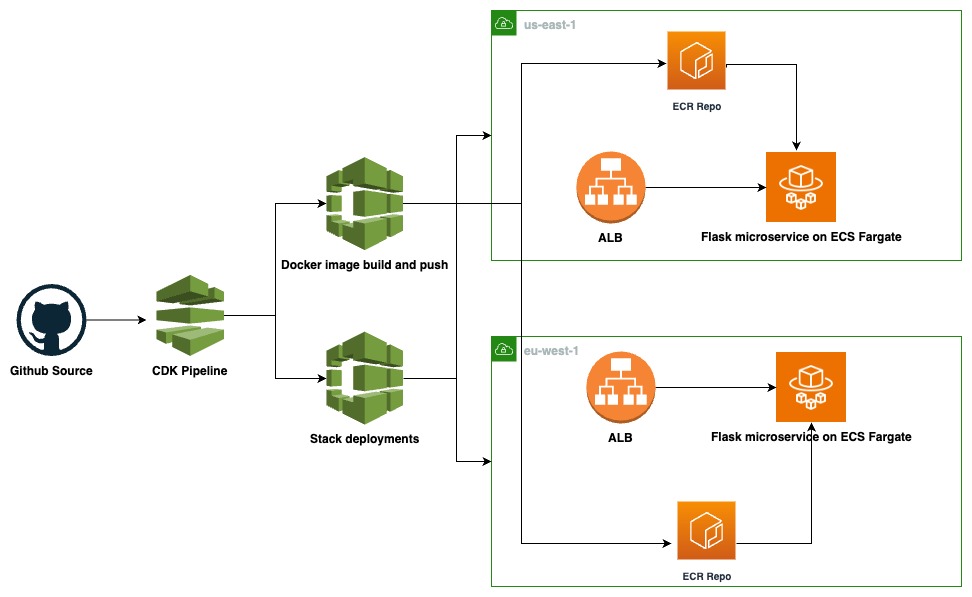 us-east-1
ECR Repo
ALB
Flask microservice on ECS Fargate
Docker image build and push
Github Source
CDK Pipeline
Stack deployments
eu-west-1
ALB
Flask microservice on ECS Fargate
ECR Repo